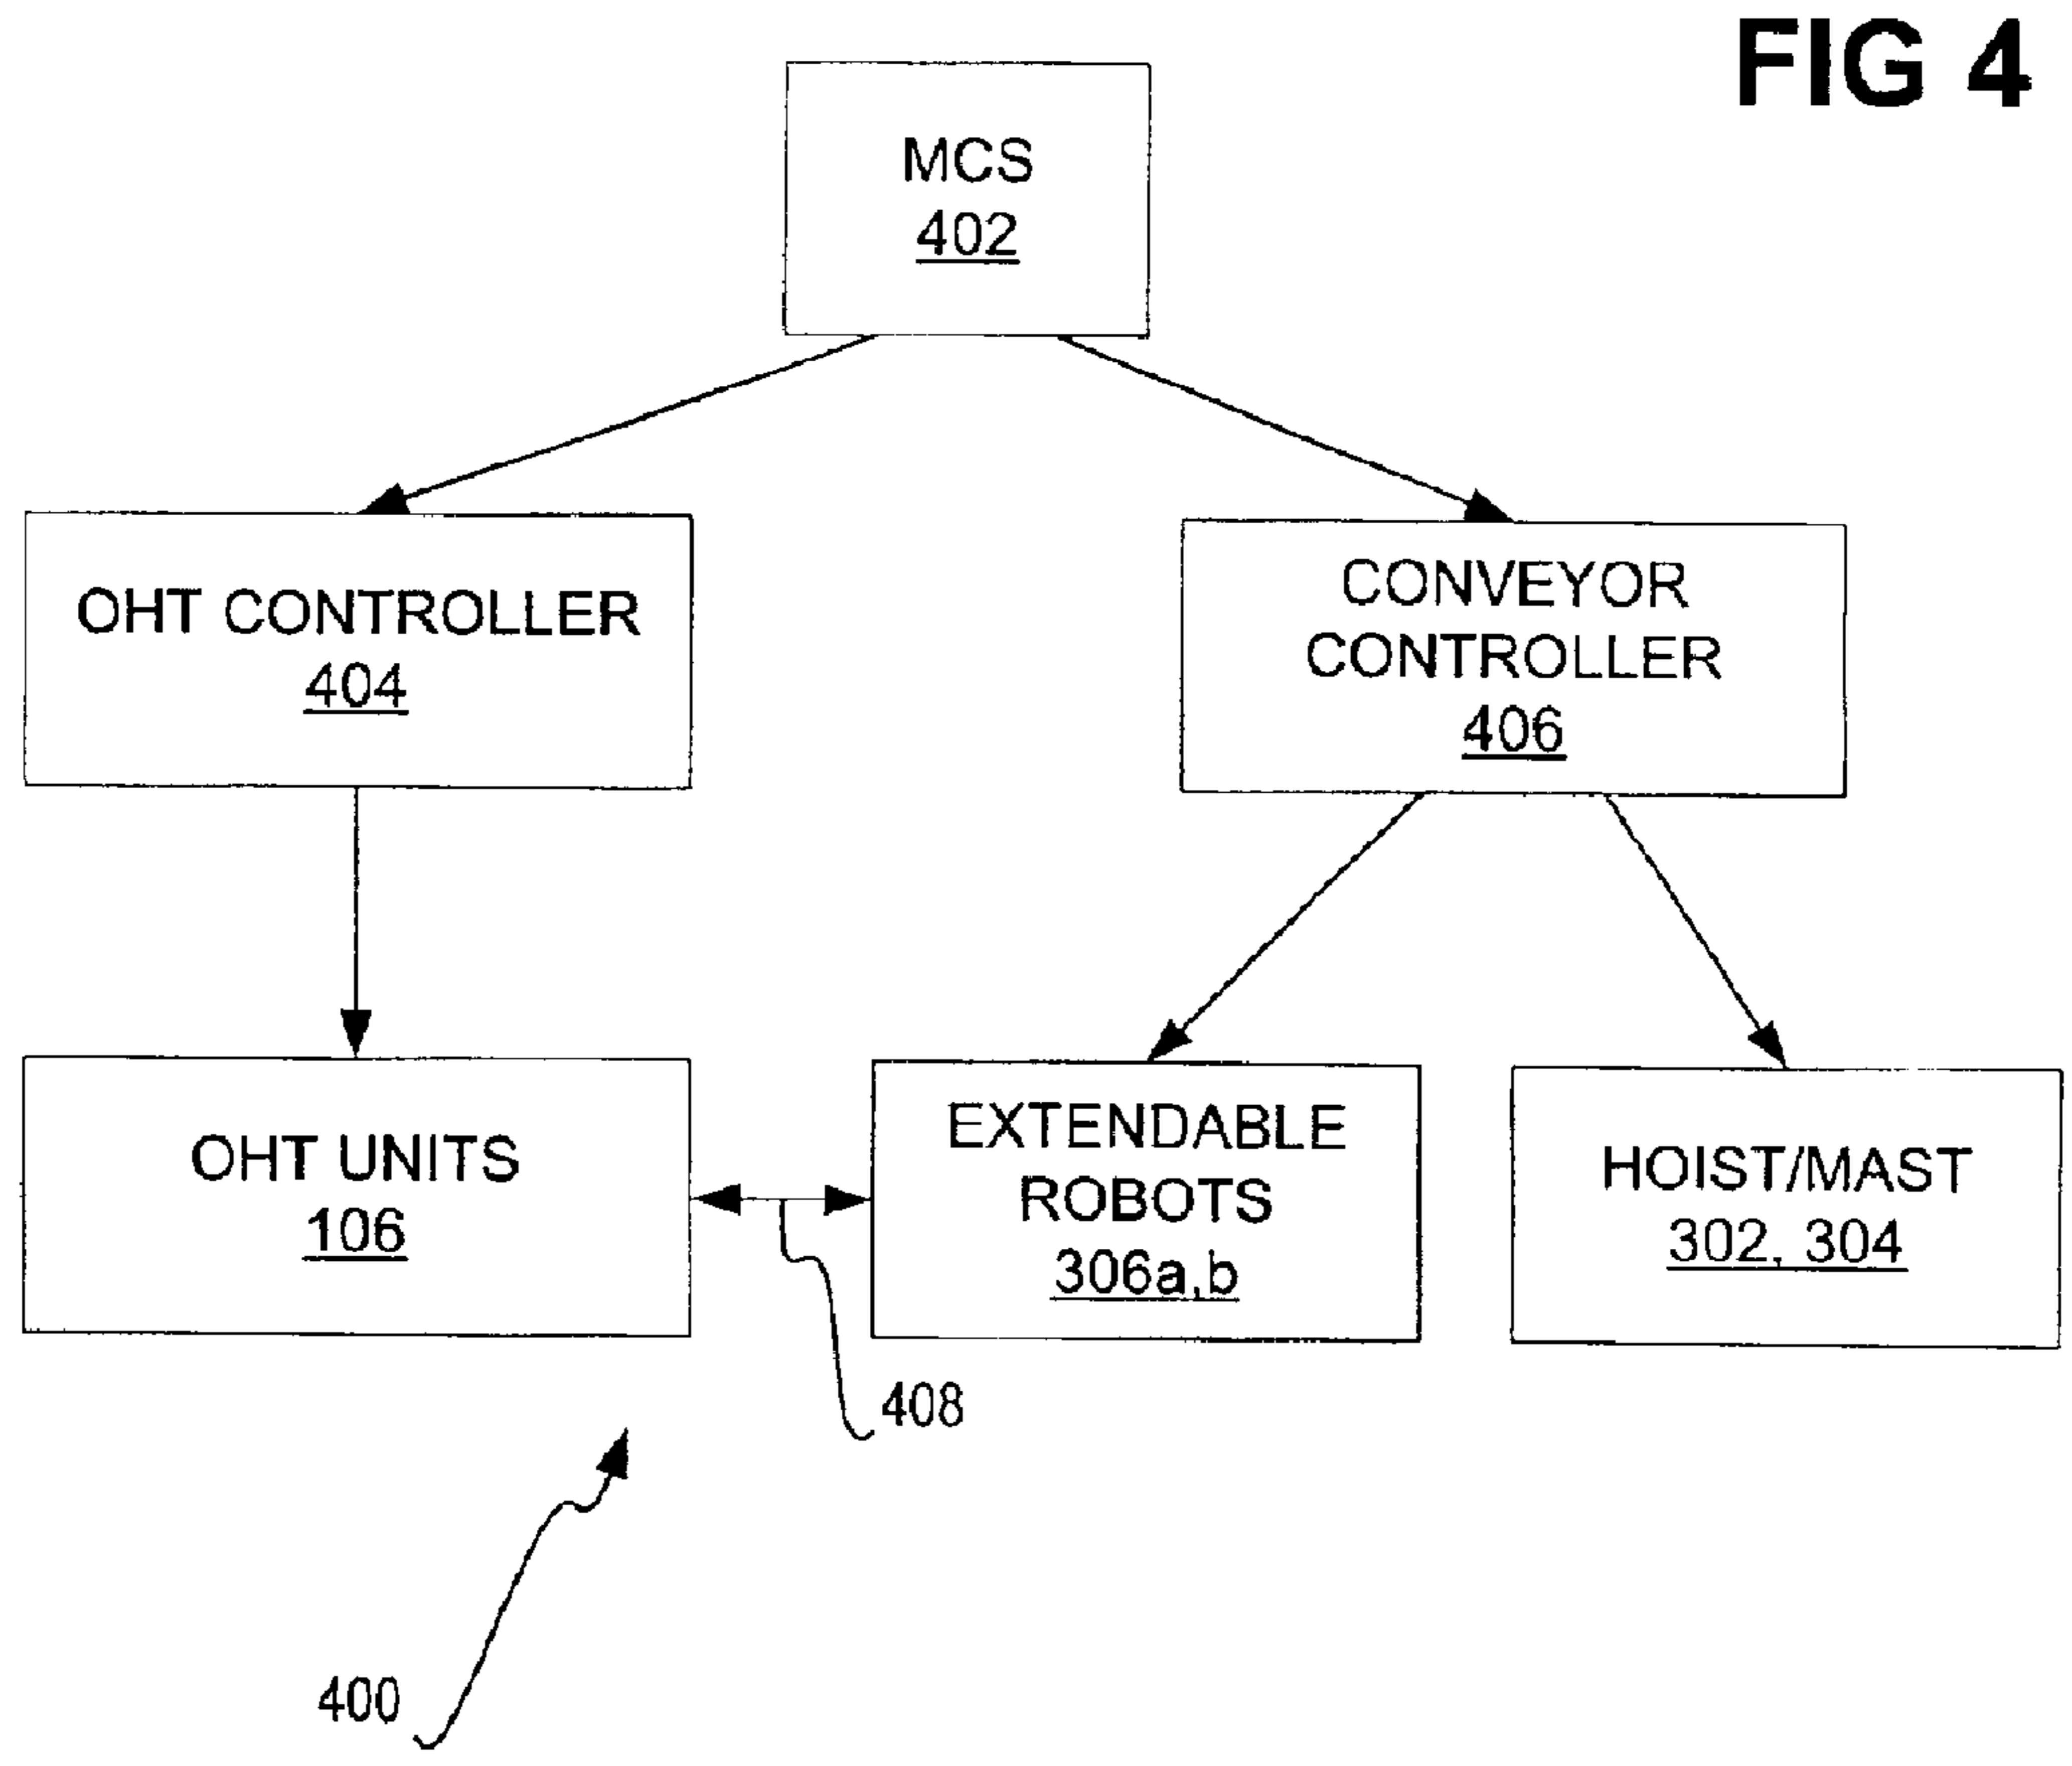 FIG 4
MCS
402
OHT CONTROLLER
404
CONVEYOR
CONTROLLER
406
OHT UNITS
106
EXTENDABLE
ROBOTS
306a,b
HOIST/MAST
302, 304
408
400